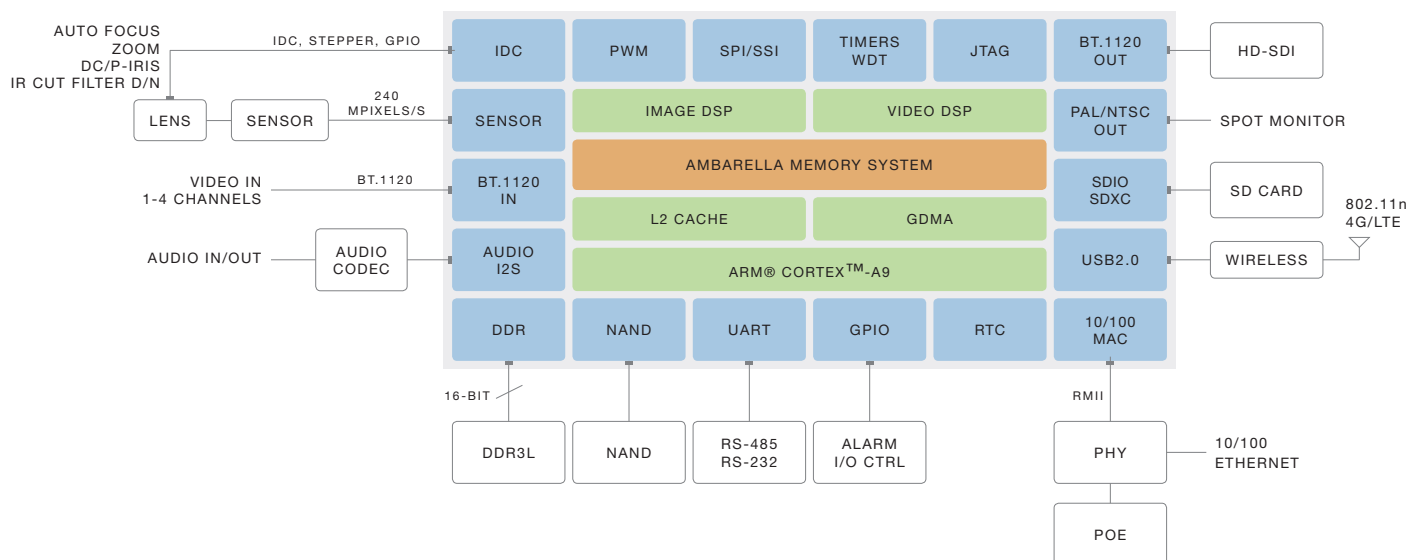 AUTO FOCUS
ZOOM
DC/P-IRIS
IR CUT FILTER D/N
IDC, STEPPER, GPIO
IDC
PWM
SPI/SSI
TIMERS
WDT
JTAG
BT.1120
OUT
HD-SDI
LENS
SENSOR
240
MPIXELS/S
SENSOR
IMAGE DSP
VIDEO DSP
PAL/NTSC
OUT
SPOT MONITOR
AMBARELLA MEMORY SYSTEM
VIDEO IN
1-4 CHANNELS
BT.1120
BT.1120
IN
SDIO
SDXC
SD CARD
802.11n
4G/LTE
L2 CACHE
GDMA
AUDIO IN/OUT
AUDIO
CODEC
AUDIO
I2S
ARM® CORTEX™-A9
USB2.0
WIRELESS
DDR
NAND
UART
GPIO
RTC
10/100
MAC
16-BIT
RMII
DDR3L
NAND
RS-485
RS-232
ALARM
I/O CTRL
PHY
10/100
ETHERNET
POE